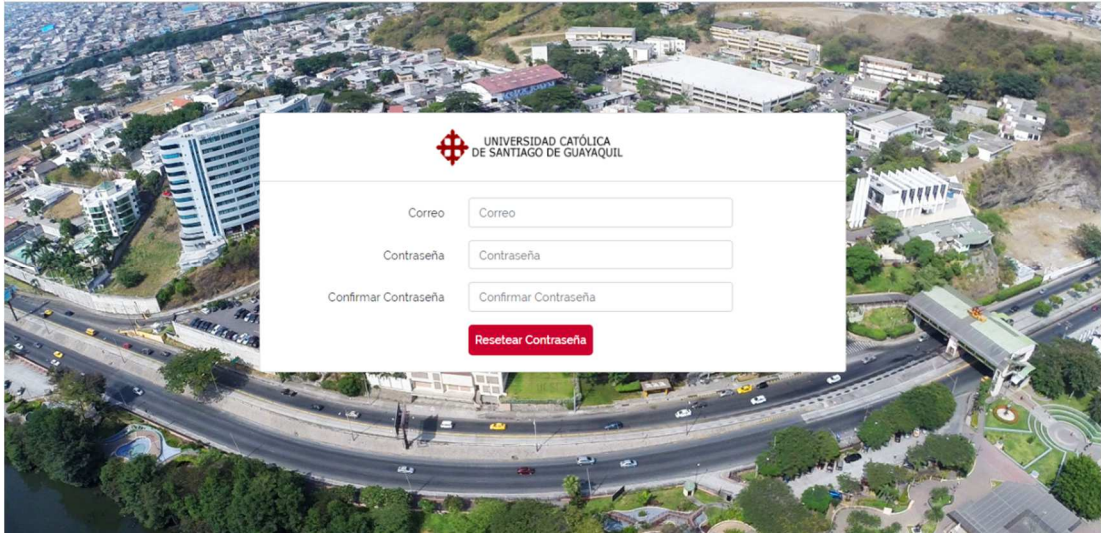 UNIVERSIDAD CATÓLICA
DE SANTIAGO DE GUAYAQUIL
Correo Correo
Contraseña Contraseña
Confirmar Contraseña Confirmar Contraseña
Resetear Contraseña